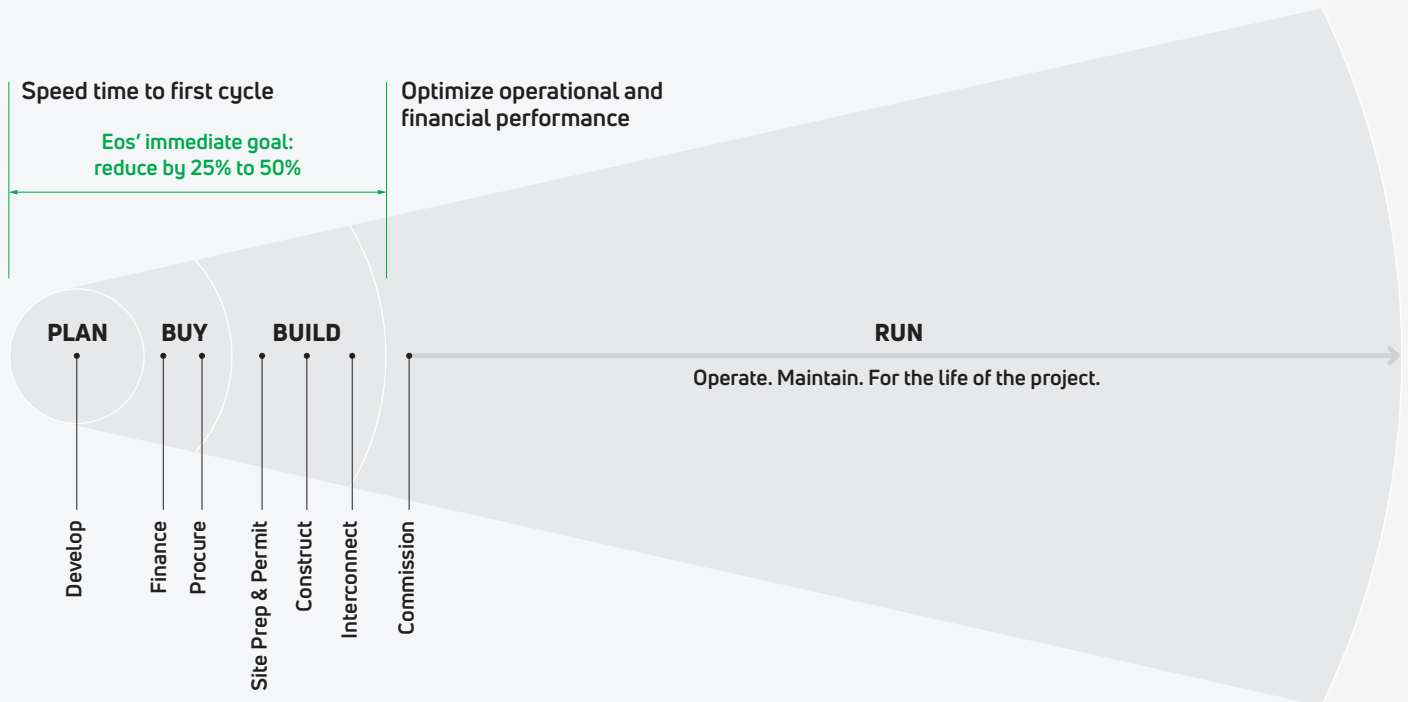 Speed time to first cycle
Eos’ immediate goal:
reduce by 25% to 50%
Optimize operational and
financial performance
PLAN
BUY
BUILD
RUN
Operate. Maintain. For the life of the project.
Develop
Finance
Procure
Site Prep & Permit
Construct
Interconnect
Commission